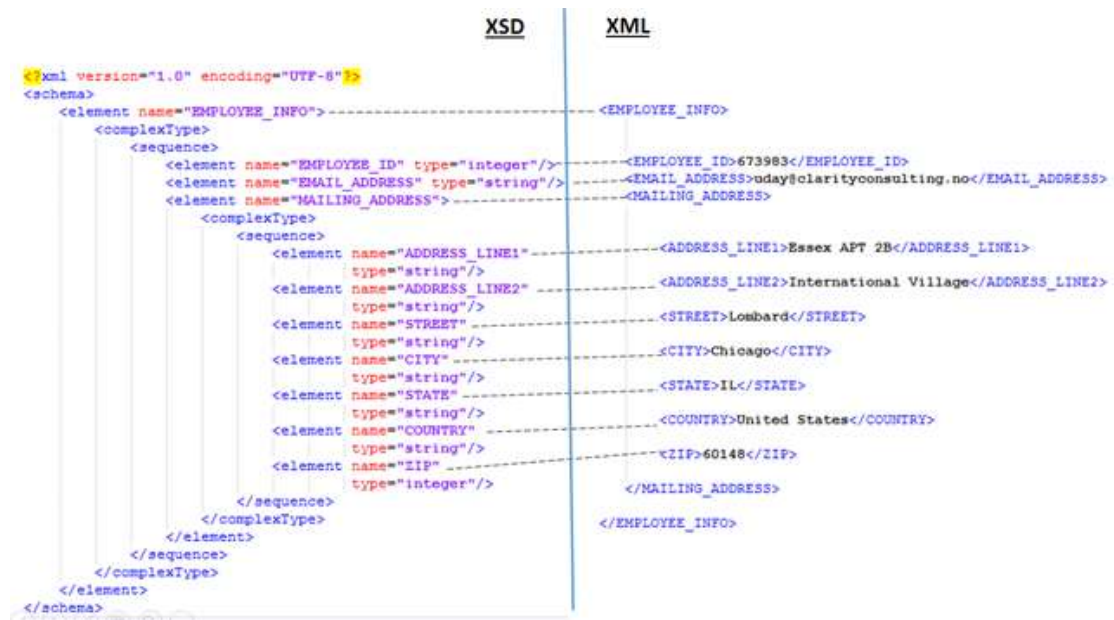 XSD
<?xml version="1.0" encoding="UTF-8"?>
<schema>
<element name="EMPLOYEE_INFO">
<complexType>
<sequence>
<element name="EMPLOYEE_ID" type="integer"/>
<element name="EMAIL_ADDRESS" type="string"/>
<element name="MAILING_ADDRESS">
<complexType>
<sequence>
<element name="ADDRESS_LINE1"
type="string"/>
<element name="ADDRESS_LINE2"
type="string"/>
<element name="STREET"
type="string"/>
<element name="CITY"
type="string"/>
<element name="STATE"
type="string"/>
<element name="COUNTRY"
type="string"/>
<element name="ZIP"
type="integer"/>
</sequence>
</complexType>
</element>
</sequence>
</complexType>
</element>
</schema>
XML
<EMPLOYEE_INFO>
<EMPLOYEE_ID>673983</EMPLOYEE_ID>
<EMAIL_ADDRESS>uday@clarityconsulting.no</EMAIL_ADDRESS>
<MAILING_ADDRESS>
<ADDRESS_LINE1>Essex APT 2B</ADDRESS_LINE1>
<ADDRESS_LINE2>International Village</ADDRESS_LINE2>
<STREET>Lombard</STREET>
<CITY>Chicago</CITY>
<STATE>IL</STATE>
<COUNTRY>United States</COUNTRY>
<ZIP>60148</ZIP>
</MAILING_ADDRESS>
</EMPLOYEE_INFO>